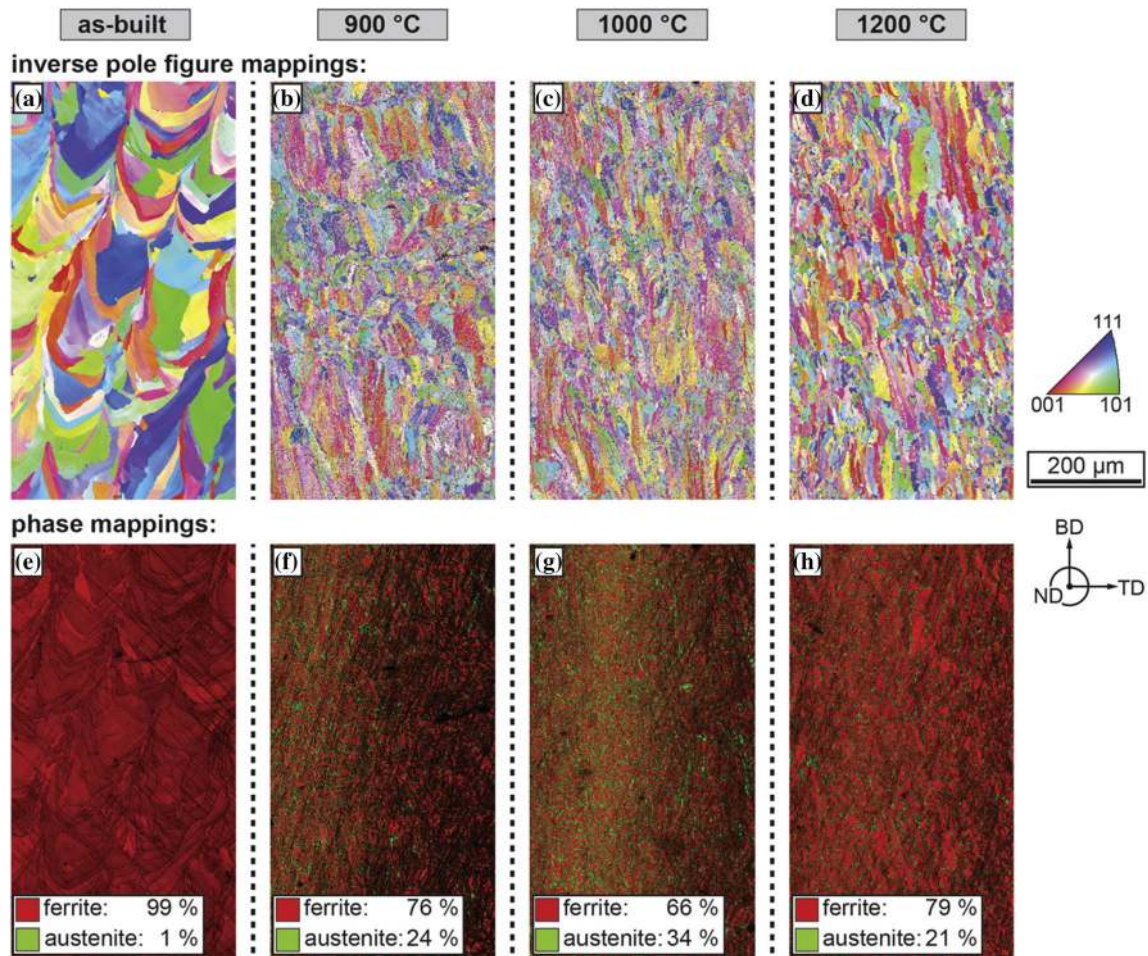 as-built 900 °C 1000 °C 1200 °C
inverse pole figure mappings:
(a) (b) (c) (d)
111
001 101
200 µm
phase mappings:
(e) (f) (g) (h)
BD
ND TD
ferrite: 99 % ferrite: 76 % ferrite: 66 % ferrite: 79 %
austenite: 1 % austenite: 24 % austenite: 34 % austenite: 21 %